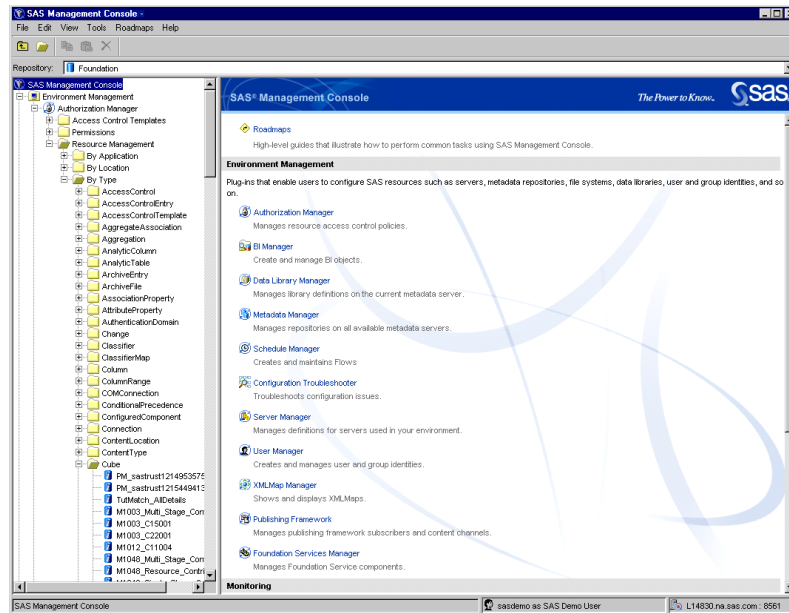 SAS Management Console -
File Edit View Tools Roadmaps Help
Repository: Foundation
SAS Management Console
Environment Management
Authorization Manager
Access Control Templates
Permissions
Resource Management
By Application
By Location
By Type
AccessControl
AccessControlEntry
AccessControlTemplate
AggregateAssociation
Aggregation
AnalyticColumn
AnalyticTable
ArchiveEntry
ArchiveFile
AssociationProperty
AttributeProperty
AuthenticationDomain
Change
Classifier
ClassifierMap
Column
ColumnRange
COMConnection
ConditionalPrecedence
ConfiguredComponent
Connection
ContentLocation
ContentType
Cube
PM_sastrust1214953575
PM_sastrust1215449413
TutMatch_AllDetails
M1003_Multi_Stage_Con
M1003_C15001
M1003_C22001
M1012_C11004
M1048_Multi_Stage_Con
M1048_Resource_Contri
SAS® Management Console
The Power to Know.
sas.
Roadmaps
High-level guides that illustrate how to perform common tasks using SAS Management Console.
Environment Management
Plug-ins that enable users to configure SAS resources such as servers, metadata repositories, file systems, data libraries, user and group identities, and so
on.
Authorization Manager
Manages resource access control policies.
BI Manager
Create and manage BI objects.
Data Library Manager
Manages library definitions on the current metadata server.
Metadata Manager
Manages repositories on all available metadata servers.
Schedule Manager
Creates and maintains Flows
Configuration Troubleshooter
Troubleshoots configuration issues.
Server Manager
Manages definitions for servers used in your environment.
User Manager
Creates and manages user and group identities.
XMLMap Manager
Shows and displays XMLMaps.
Publishing Framework
Manages publishing framework subscribers and content channels.
Foundation Services Manager
Manages Foundation Service components.
Monitoring
SAS Management Console
sasdemo as SAS Demo User
L14830.na.sas.com : 8561